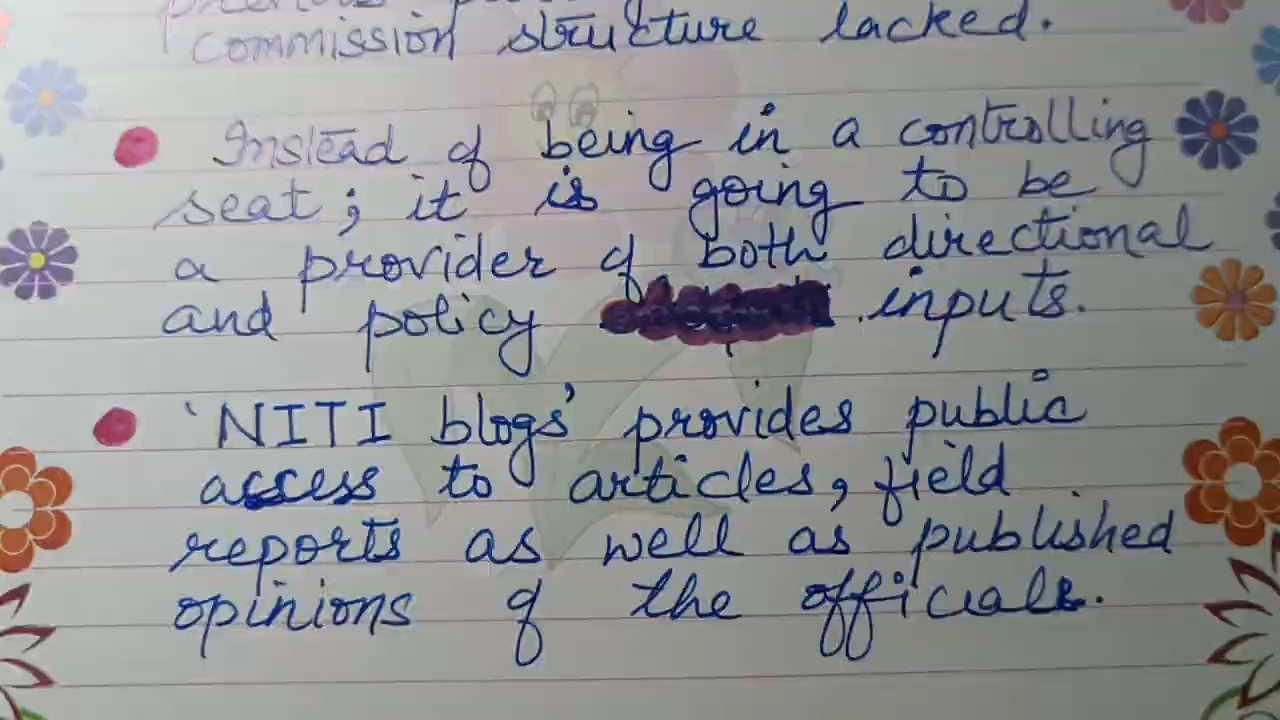 commission structure lacked.
Instead of being in a controlling
seat; it is going to be
a provider of both directional
and policy inputs.
'NITI blogs' provides public
access to articles, field
reports as well as published
opinions of the officials.